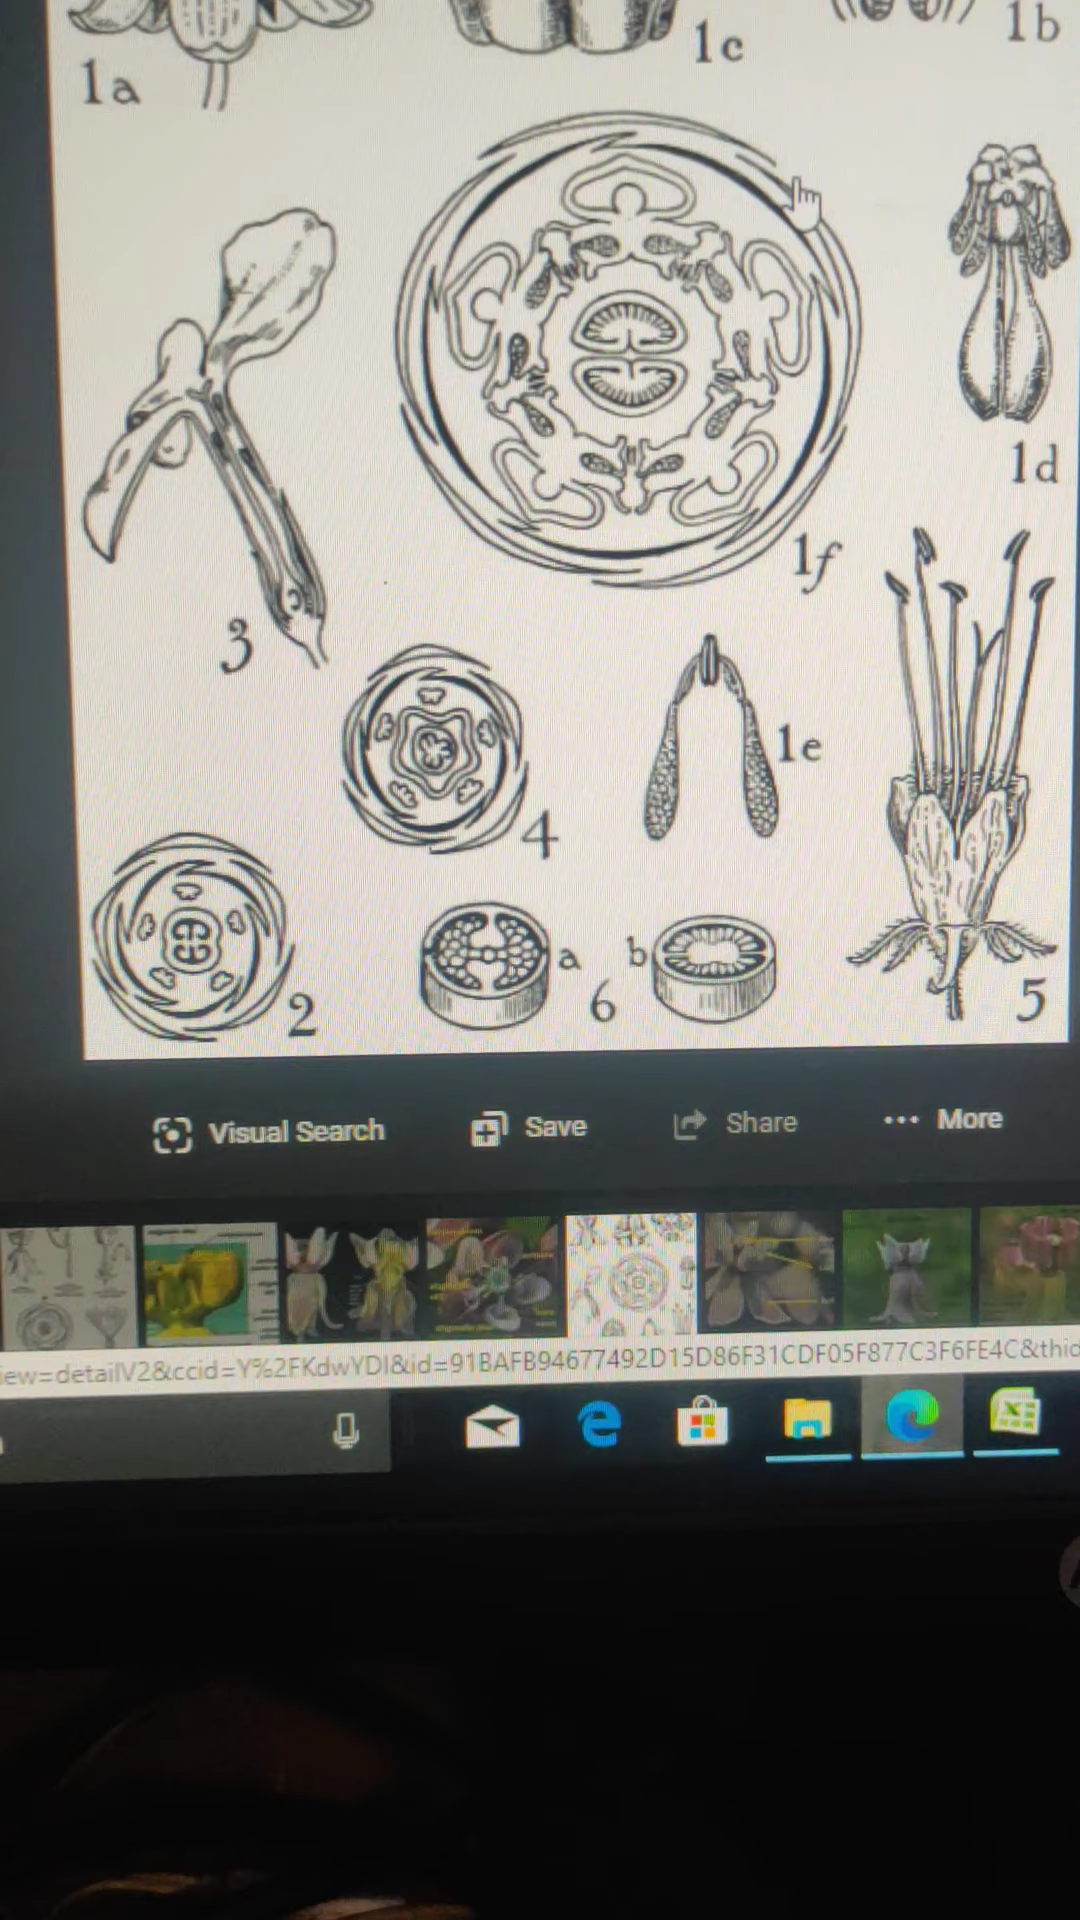 1a
1c
1b
1d
1f
3
1e
4
5
2
a
b
6
Visual Search
Save
Share
More
iew=detailV2&ccid=Y%2FKdwYDI&id=91BAFB94677492D15D86F31CDF05F877C3F6FE4C&thid